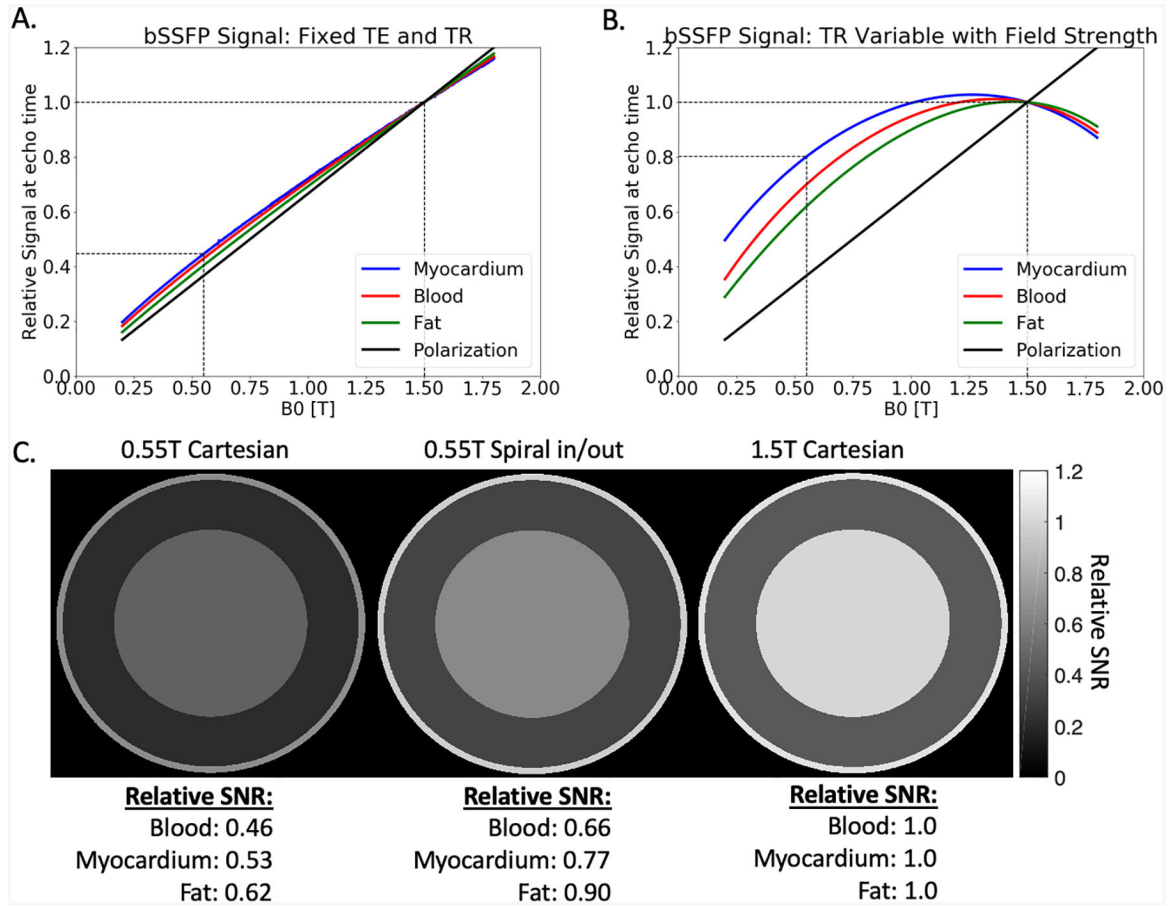 A.
bSSFP Signal: Fixed TE and TR
Relative Signal at echo time
1.2
1.0
0.8
0.6
0.4
0.2
0.0
0.00 0.25 0.50 0.75 1.00 1.25 1.50 1.75 2.00
B0 [T]
Myocardium
Blood
Fat
Polarization
B.
bSSFP Signal: TR Variable with Field Strength
Relative Signal at echo time
1.2
1.0
0.8
0.6
0.4
0.2
0.0
0.00 0.25 0.50 0.75 1.00 1.25 1.50 1.75 2.00
B0 [T]
Myocardium
Blood
Fat
Polarization
C.
0.55T Cartesian
0.55T Spiral in/out
1.5T Cartesian
1.2
1
0.8
0.6
0.4
0.2
0
Relative SNR
Relative SNR:
Blood: 0.46
Myocardium: 0.53
Fat: 0.62
Relative SNR:
Blood: 0.66
Myocardium: 0.77
Fat: 0.90
Relative SNR:
Blood: 1.0
Myocardium: 1.0
Fat: 1.0